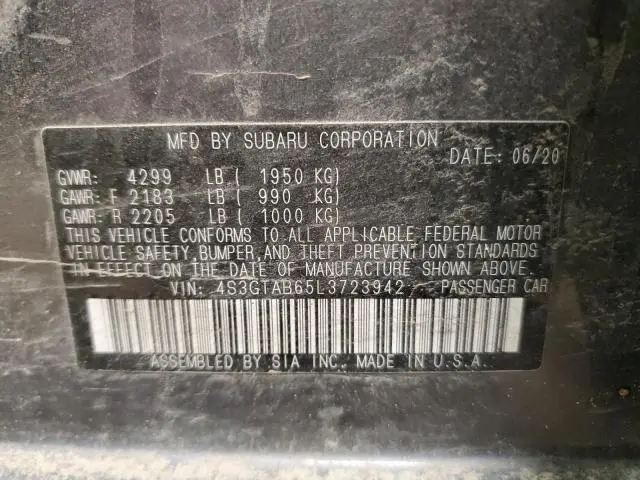 MFD BY SUBARU CORPORATION
DATE: 06/20
GVWR: 4299 LB ( 1950 KG)
GAWR: F 2183 LB ( 990 KG)
GAWR: R 2205 LB ( 1000 KG)
THIS VEHICLE CONFORMS TO ALL APPLICABLE FEDERAL MOTOR
VEHICLE SAFETY, BUMPER, AND THEFT PREVENTION STANDARDS
IN EFFECT ON THE DATE OF MANUFACTURE SHOWN ABOVE.
VIN: 4S3GTAB65L3723942 PASSENGER CAR
ASSEMBLED BY SIA INC. MADE IN U.S.A.